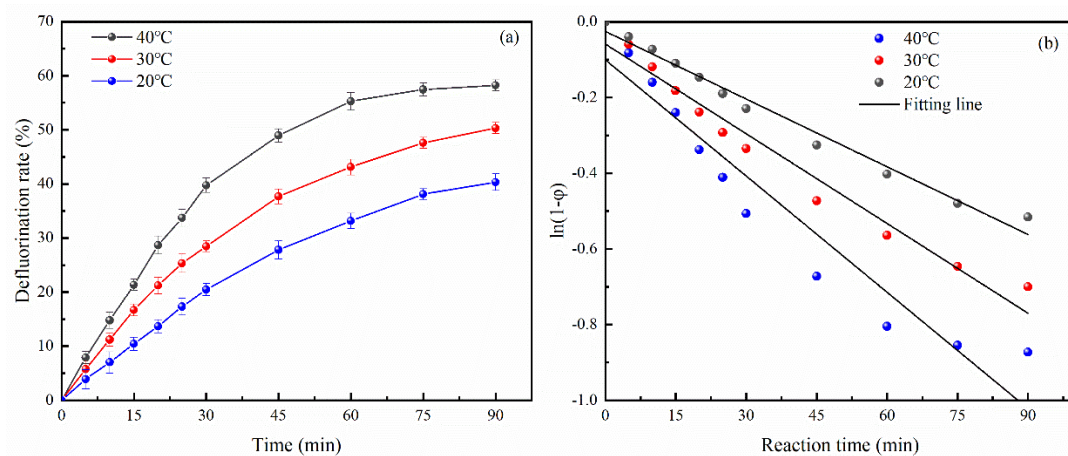 (a)
40℃
30℃
20℃
Defluorination rate (%)
70
60
50
40
30
20
10
0
0 15 30 45 60 75 90
Time (min)
(b)
40℃
30℃
20℃
Fitting line
ln(1-φ)
0.0
-0.2
-0.4
-0.6
-0.8
-1.0
0 15 30 45 60 75 90
Reaction time (min)